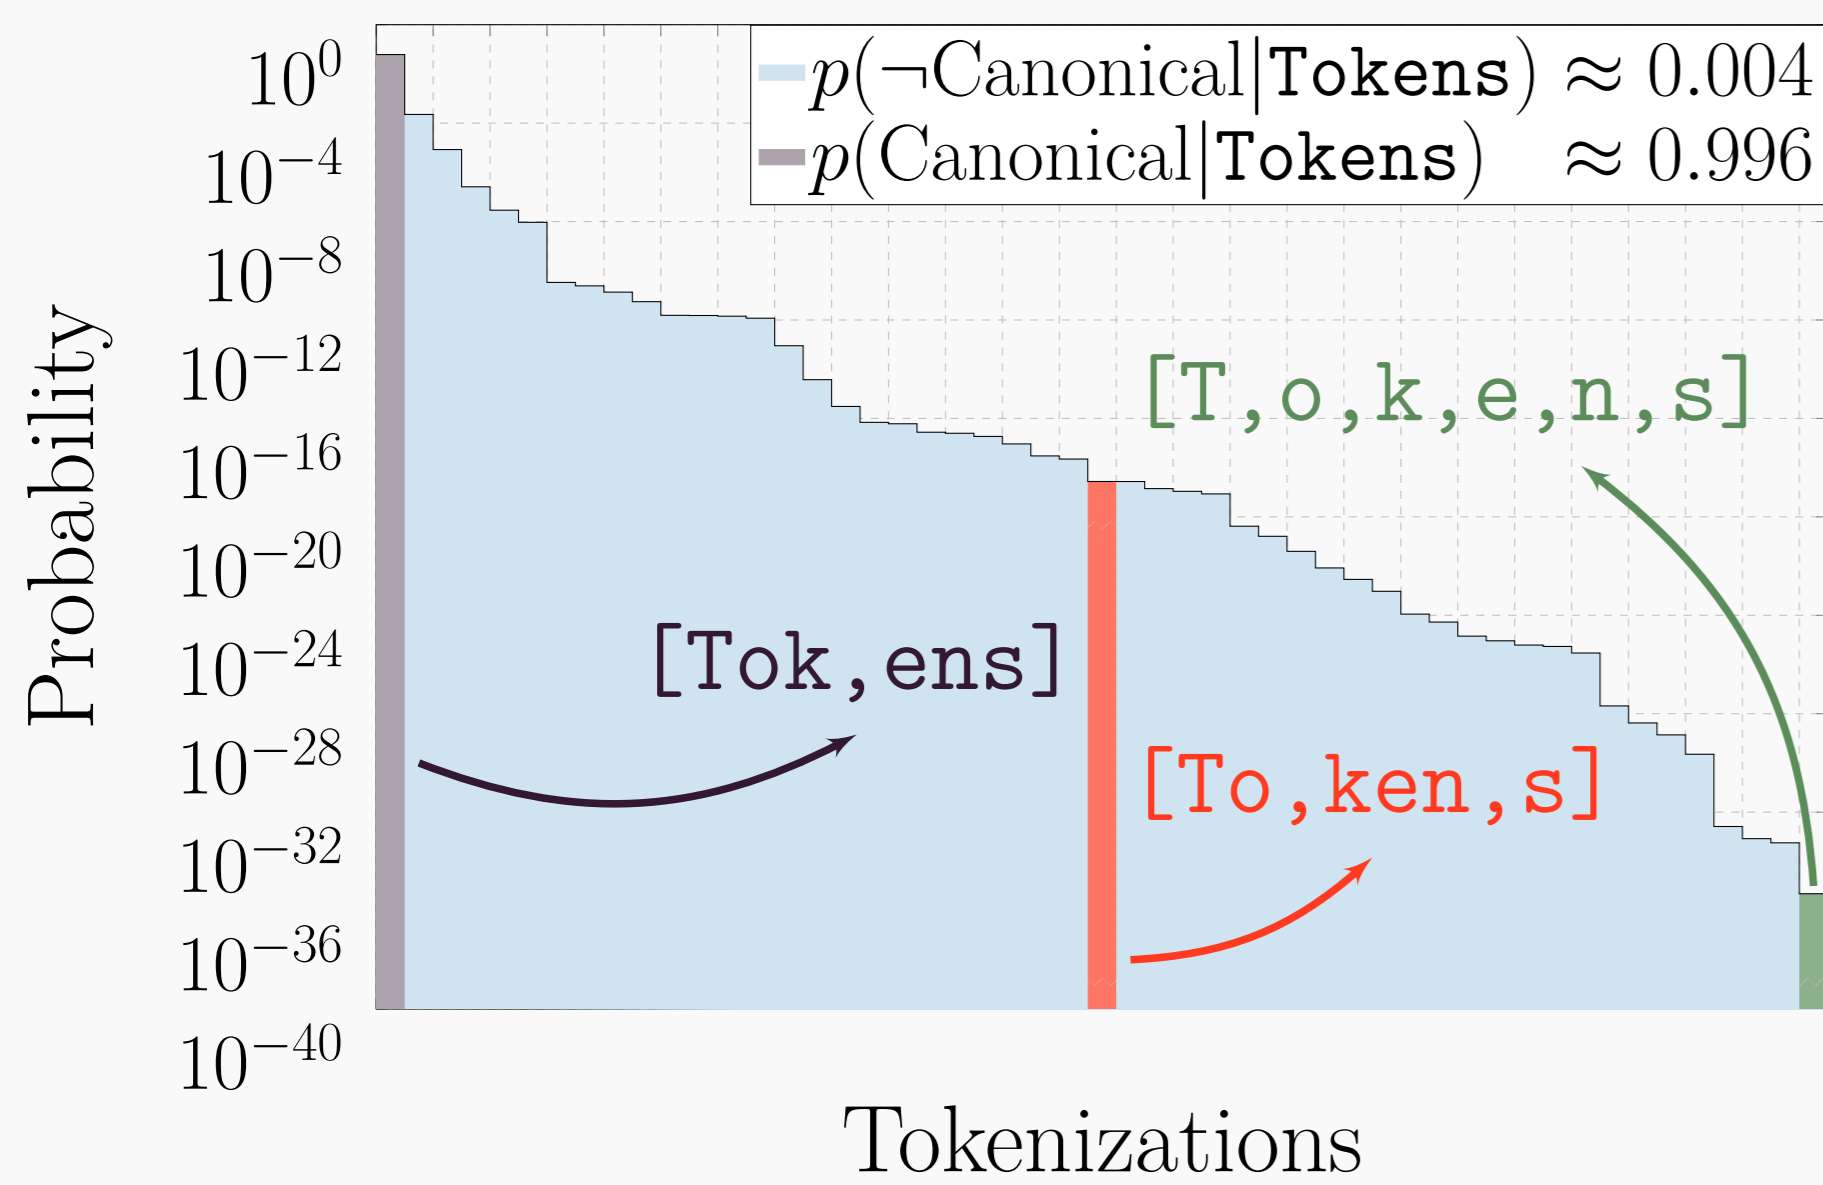 p(¬Canonical|Tokens) ≈ 0.004
p(Canonical|Tokens) ≈ 0.996
Probability
10^0
10^−4
10^−8
10^−12
10^−16
10^−20
10^−24
10^−28
10^−32
10^−36
10^−40
[T,o,k,e,n,s]
[Tok,ens]
[To,ken,s]
Tokenizations